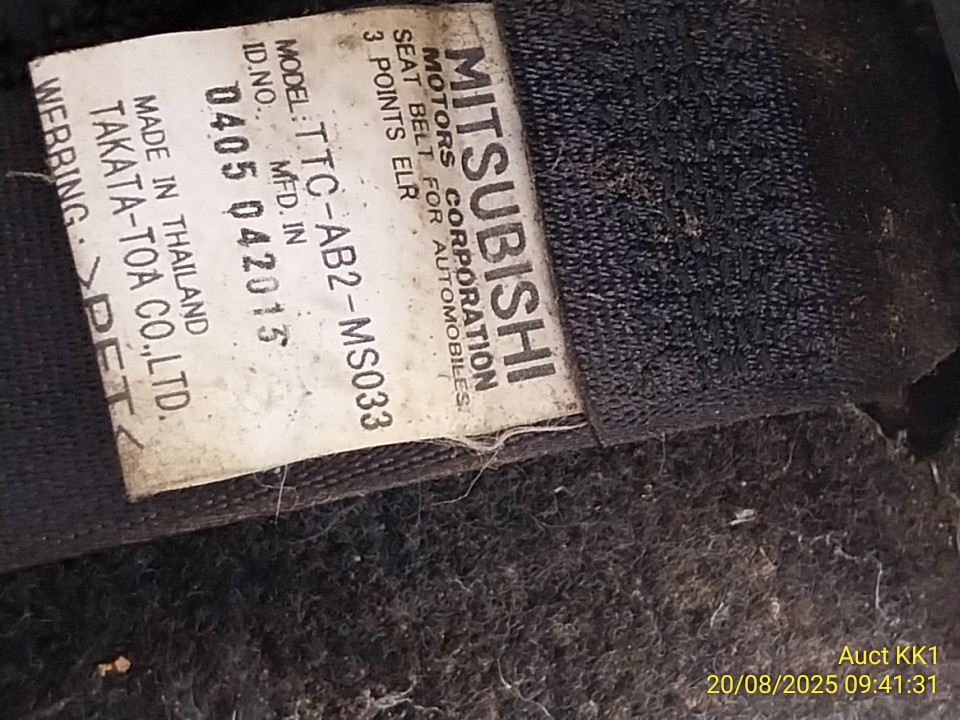 MITSUBISHI
MOTORS CORPORATION
SEAT BELT FOR AUTOMOBILES.
3 POINTS ELR
MODEL: TTC-AB2-MS033
ID.NO. MFD. IN
0405 042015
MADE IN THAILAND
TAKATA-TOA CO.,LTD.
WEBBING: >PET<
Auct KK1
20/08/2025 09:41:31